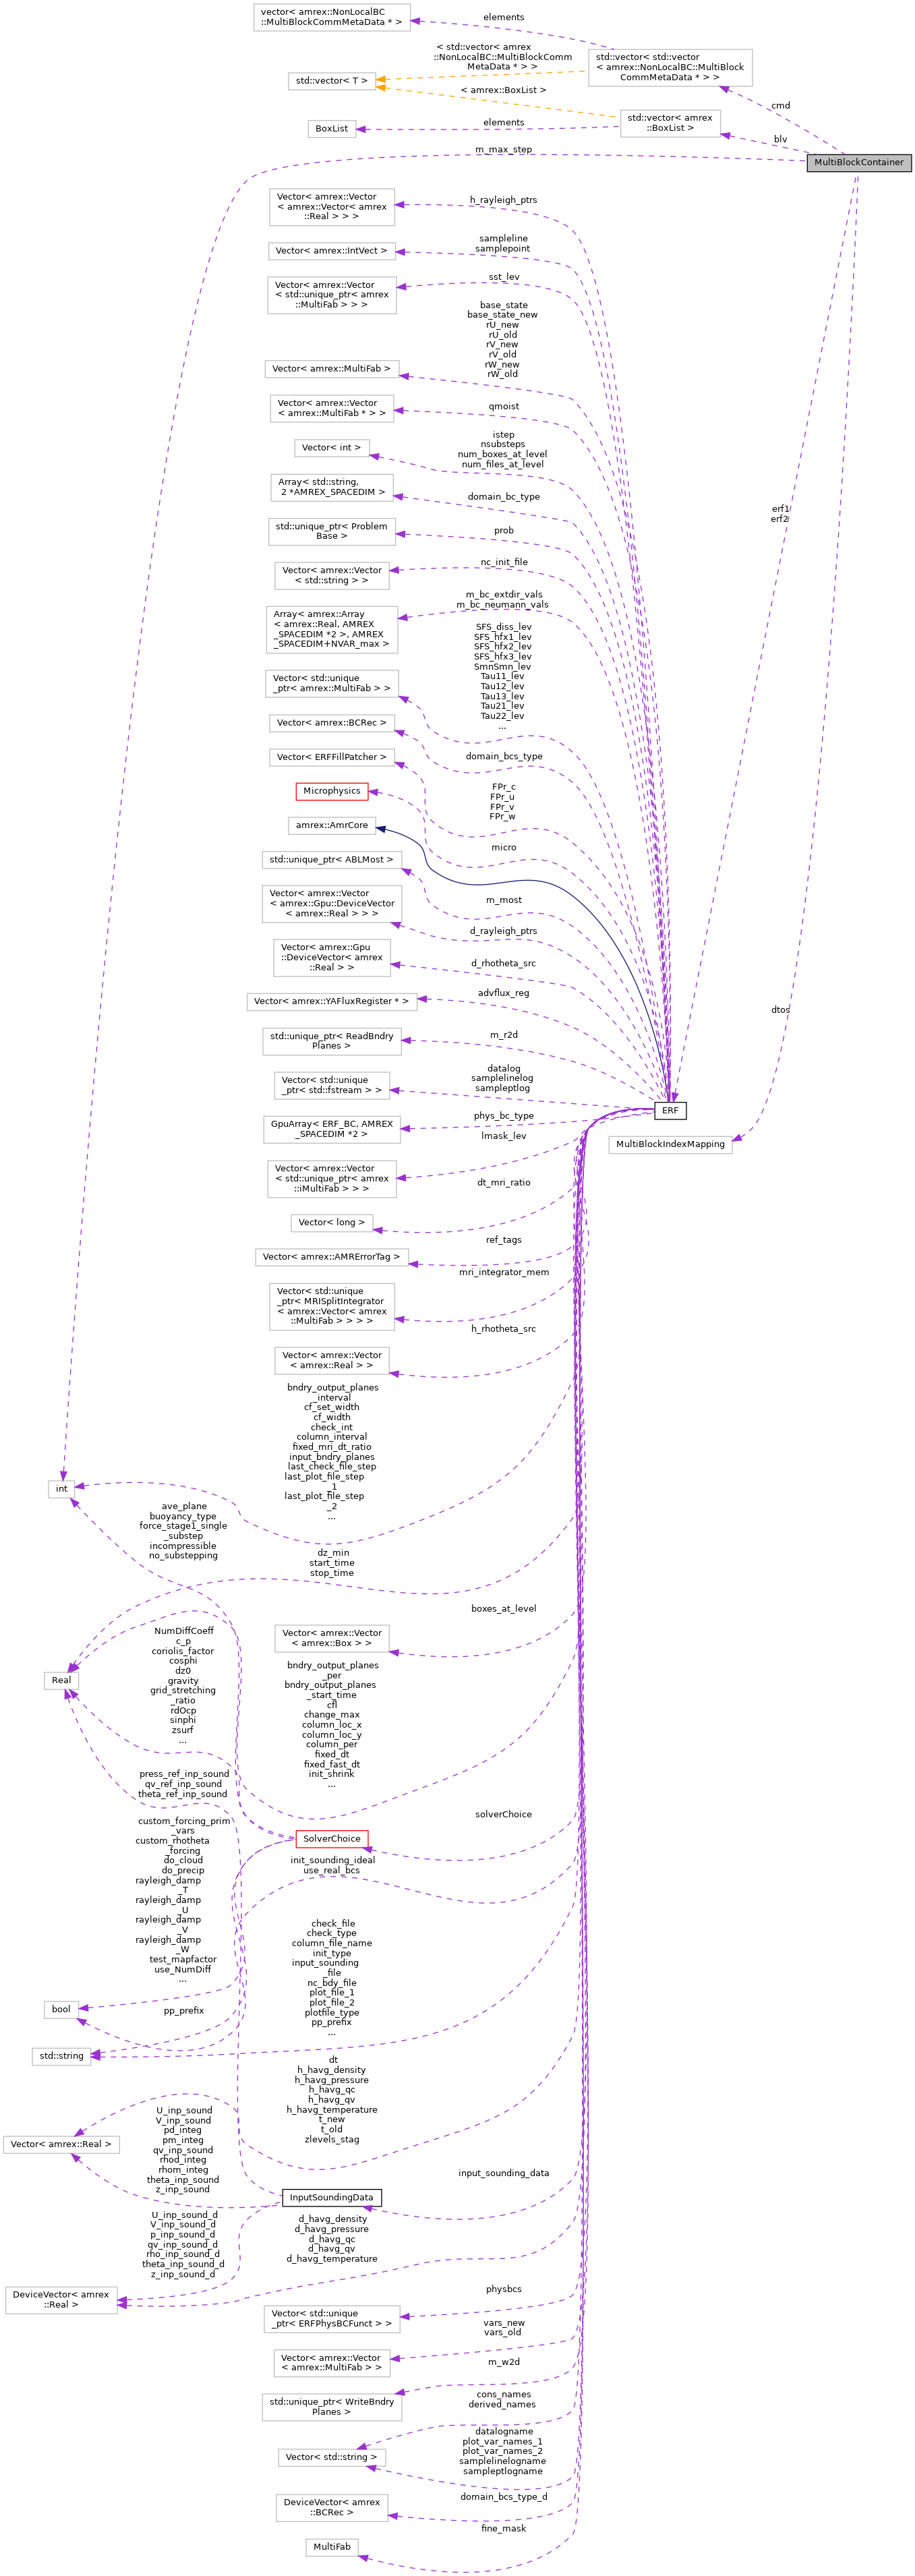 vector< amrex::NonLocalBC
::MultiBlockCommMetaData * >
elements
< std::vector< amrex
::NonLocalBC::MultiBlockComm
MetaData * > >
std::vector< std::vector
< amrex::NonLocalBC::MultiBlock
CommMetaData * > >
std::vector< T >
< amrex::BoxList >
cmd
BoxList
elements
std::vector< amrex
::BoxList >
blv
m_max_step
MultiBlockContainer
Vector< amrex::Vector
< amrex::Vector< amrex
::Real > > >
h_rayleigh_ptrs
Vector< amrex::IntVect >
sampleline
samplepoint
Vector< amrex::Vector
< std::unique_ptr< amrex
::MultiFab > > >
sst_lev
base_state
base_state_new
rU_new
rU_old
rV_new
rV_old
rW_new
rW_old
Vector< amrex::MultiFab >
Vector< amrex::Vector
< amrex::MultiFab * > >
qmoist
Vector< int >
istep
nsubsteps
num_boxes_at_level
num_files_at_level
Array< std::string,
2 *AMREX_SPACEDIM >
domain_bc_type
std::unique_ptr< Problem
Base >
prob
erf1
erf2
Vector< amrex::Vector
< std::string > >
nc_init_file
Array< amrex::Array
< amrex::Real, AMREX
_SPACEDIM *2 >, AMREX
_SPACEDIM+NVAR_max >
m_bc_extdir_vals
m_bc_neumann_vals
Vector< std::unique
_ptr< amrex::MultiFab > >
SFS_diss_lev
SFS_hfx1_lev
SFS_hfx2_lev
SFS_hfx3_lev
SmnSmn_lev
Tau11_lev
Tau12_lev
Tau13_lev
Tau21_lev
Tau22_lev
...
Vector< amrex::BCRec >
domain_bcs_type
Vector< ERFFillPatcher >
FPr_c
FPr_u
FPr_v
FPr_w
Microphysics
micro
amrex::AmrCore
std::unique_ptr< ABLMost >
m_most
Vector< amrex::Vector
< amrex::Gpu::DeviceVector
< amrex::Real > > >
d_rayleigh_ptrs
Vector< amrex::Gpu
::DeviceVector< amrex
::Real > >
d_rhotheta_src
Vector< amrex::YAFluxRegister * >
advflux_reg
dtos
std::unique_ptr< ReadBndry
Planes >
m_r2d
Vector< std::unique
_ptr< std::fstream > >
datalog
samplelinelog
sampleptlog
ERF
GpuArray< ERF_BC, AMREX
_SPACEDIM *2 >
phys_bc_type
MultiBlockIndexMapping
Vector< amrex::Vector
< std::unique_ptr< amrex
::iMultiFab > > >
lmask_lev
Vector< long >
dt_mri_ratio
Vector< amrex::AMRErrorTag >
ref_tags
Vector< std::unique
_ptr< MRISplitIntegrator
< amrex::Vector< amrex
::MultiFab > > > >
mri_integrator_mem
Vector< amrex::Vector
< amrex::Real > >
h_rhotheta_src
bndry_output_planes
_interval
cf_set_width
cf_width
check_int
column_interval
fixed_mri_dt_ratio
input_bndry_planes
last_check_file_step
last_plot_file_step
_1
last_plot_file_step
_2
...
int
ave_plane
buoyancy_type
force_stage1_single
_substep
incompressible
no_substepping
dz_min
start_time
stop_time
Vector< amrex::Vector
< amrex::Box > >
boxes_at_level
NumDiffCoeff
c_p
coriolis_factor
cosphi
dz0
gravity
grid_stretching
_ratio
rdOcp
sinphi
zsurf
...
Real
bndry_output_planes
_per
bndry_output_planes
_start_time
cfl
change_max
column_loc_x
column_loc_y
column_per
fixed_dt
fixed_fast_dt
init_shrink
...
press_ref_inp_sound
qv_ref_inp_sound
theta_ref_inp_sound
solverChoice
SolverChoice
custom_forcing_prim
_vars
custom_rhotheta
_forcing
do_cloud
do_precip
rayleigh_damp
_T
rayleigh_damp
_U
rayleigh_damp
_V
rayleigh_damp
_W
test_mapfactor
use_NumDiff
...
init_sounding_ideal
use_real_bcs
check_file
check_type
column_file_name
init_type
input_sounding
_file
nc_bdy_file
plot_file_1
plot_file_2
plotfile_type
pp_prefix
...
bool
pp_prefix
std::string
dt
h_havg_density
h_havg_pressure
h_havg_qc
h_havg_qv
h_havg_temperature
t_new
t_old
zlevels_stag
U_inp_sound
V_inp_sound
pd_integ
pm_integ
qv_inp_sound
rhod_integ
rhom_integ
theta_inp_sound
z_inp_sound
Vector< amrex::Real >
input_sounding_data
InputSoundingData
U_inp_sound_d
V_inp_sound_d
p_inp_sound_d
qv_inp_sound_d
rho_inp_sound_d
theta_inp_sound_d
z_inp_sound_d
d_havg_density
d_havg_pressure
d_havg_qc
d_havg_qv
d_havg_temperature
DeviceVector< amrex
::Real >
Vector< std::unique
_ptr< ERFPhysBCFunct > >
physbcs
Vector< amrex::Vector
< amrex::MultiFab > >
vars_new
vars_old
std::unique_ptr< WriteBndry
Planes >
m_w2d
cons_names
derived_names
Vector< std::string >
datalogname
plot_var_names_1
plot_var_names_2
samplelinelogname
sampleptlogname
DeviceVector< amrex
::BCRec >
domain_bcs_type_d
MultiFab
fine_mask